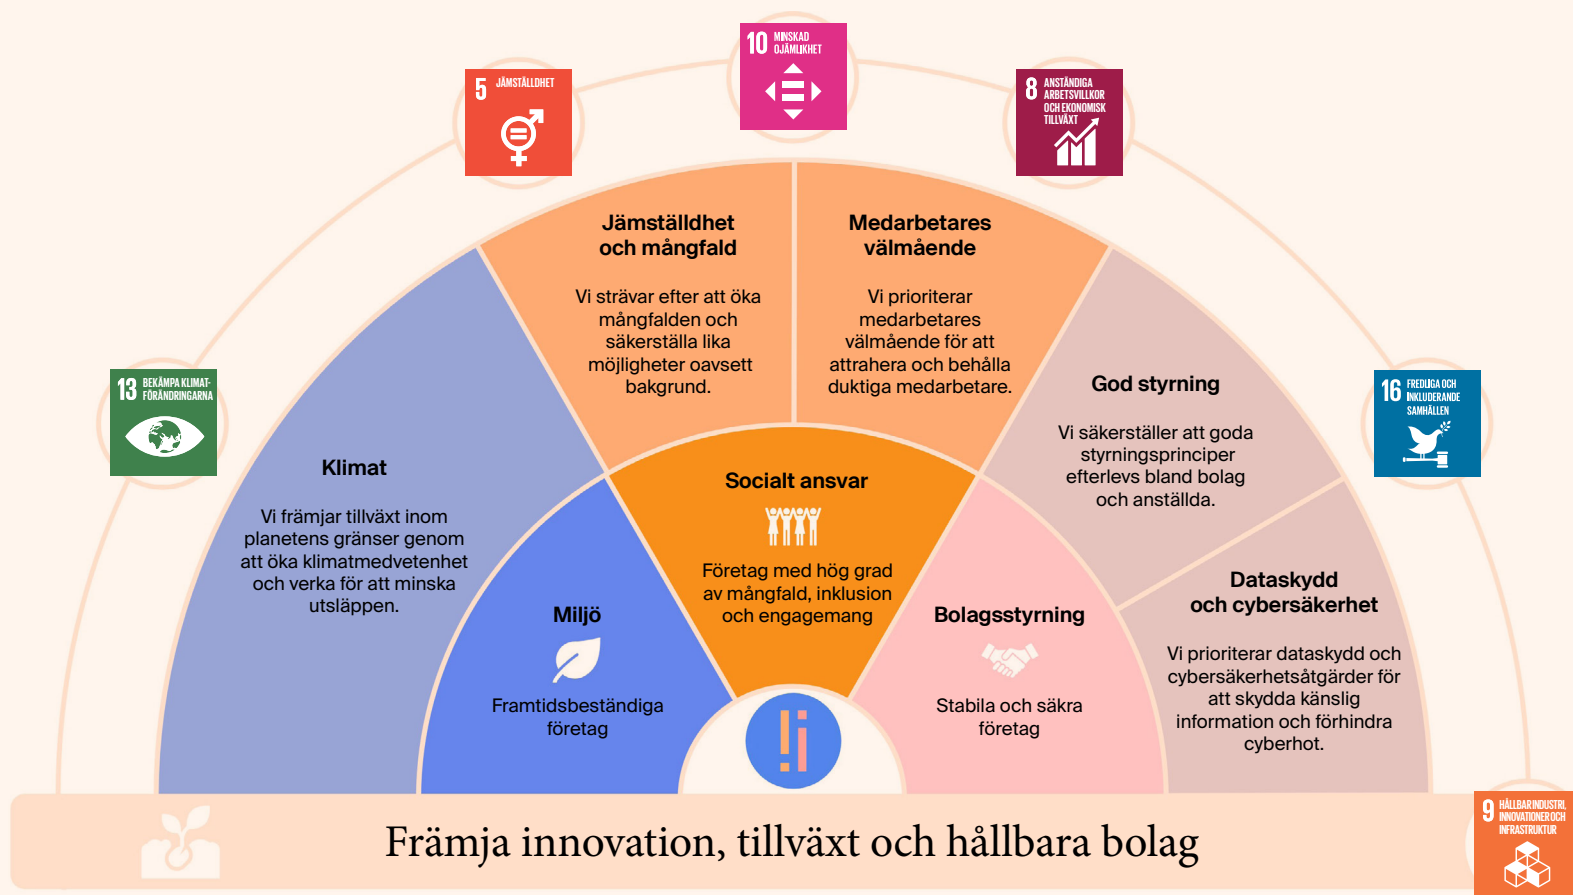 10 MINSKAD
OJÄMLIKHET
5 JÄMSTÄLLDHET
8 ANSTÄNDIGA
ARBETSVILLKOR
OCH EKONOMISK
TILLVÄXT
13 BEKÄMPA KLIMAT-
FÖRÄNDRINGARNA
16 FREDLIGA OCH
INKLUDERANDE
SAMHÄLLEN
Jämställdhet
och mångfald
Vi strävar efter att öka
mångfalden och
säkerställa lika
möjligheter oavsett
bakgrund.
Medarbetares
välmående
Vi prioriterar
medarbetares
välmående för att
attrahera och behålla
duktiga medarbetare.
God styrning
Vi säkerställer att goda
styrningsprinciper
efterlevs bland bolag
och anställda.
Klimat
Vi främjar tillväxt inom
planetens gränser genom
att öka klimatmedvetenhet
och verka för att minska
utsläppen.
Socialt ansvar
Företag med hög grad
av mångfald, inklusion
och engagemang
Dataskydd
och cybersäkerhet
Vi prioriterar dataskydd och
cybersäkerhetsåtgärder för
att skydda känslig
information och förhindra
cyberhot.
Miljö
Framtidsbeständiga
företag
Bolagsstyrning
Stabila och säkra
företag
9 HÅLLBAR INDUSTRI,
INNOVATIONER OCH
INFRASTRUKTUR
Främja innovation, tillväxt och hållbara bolag